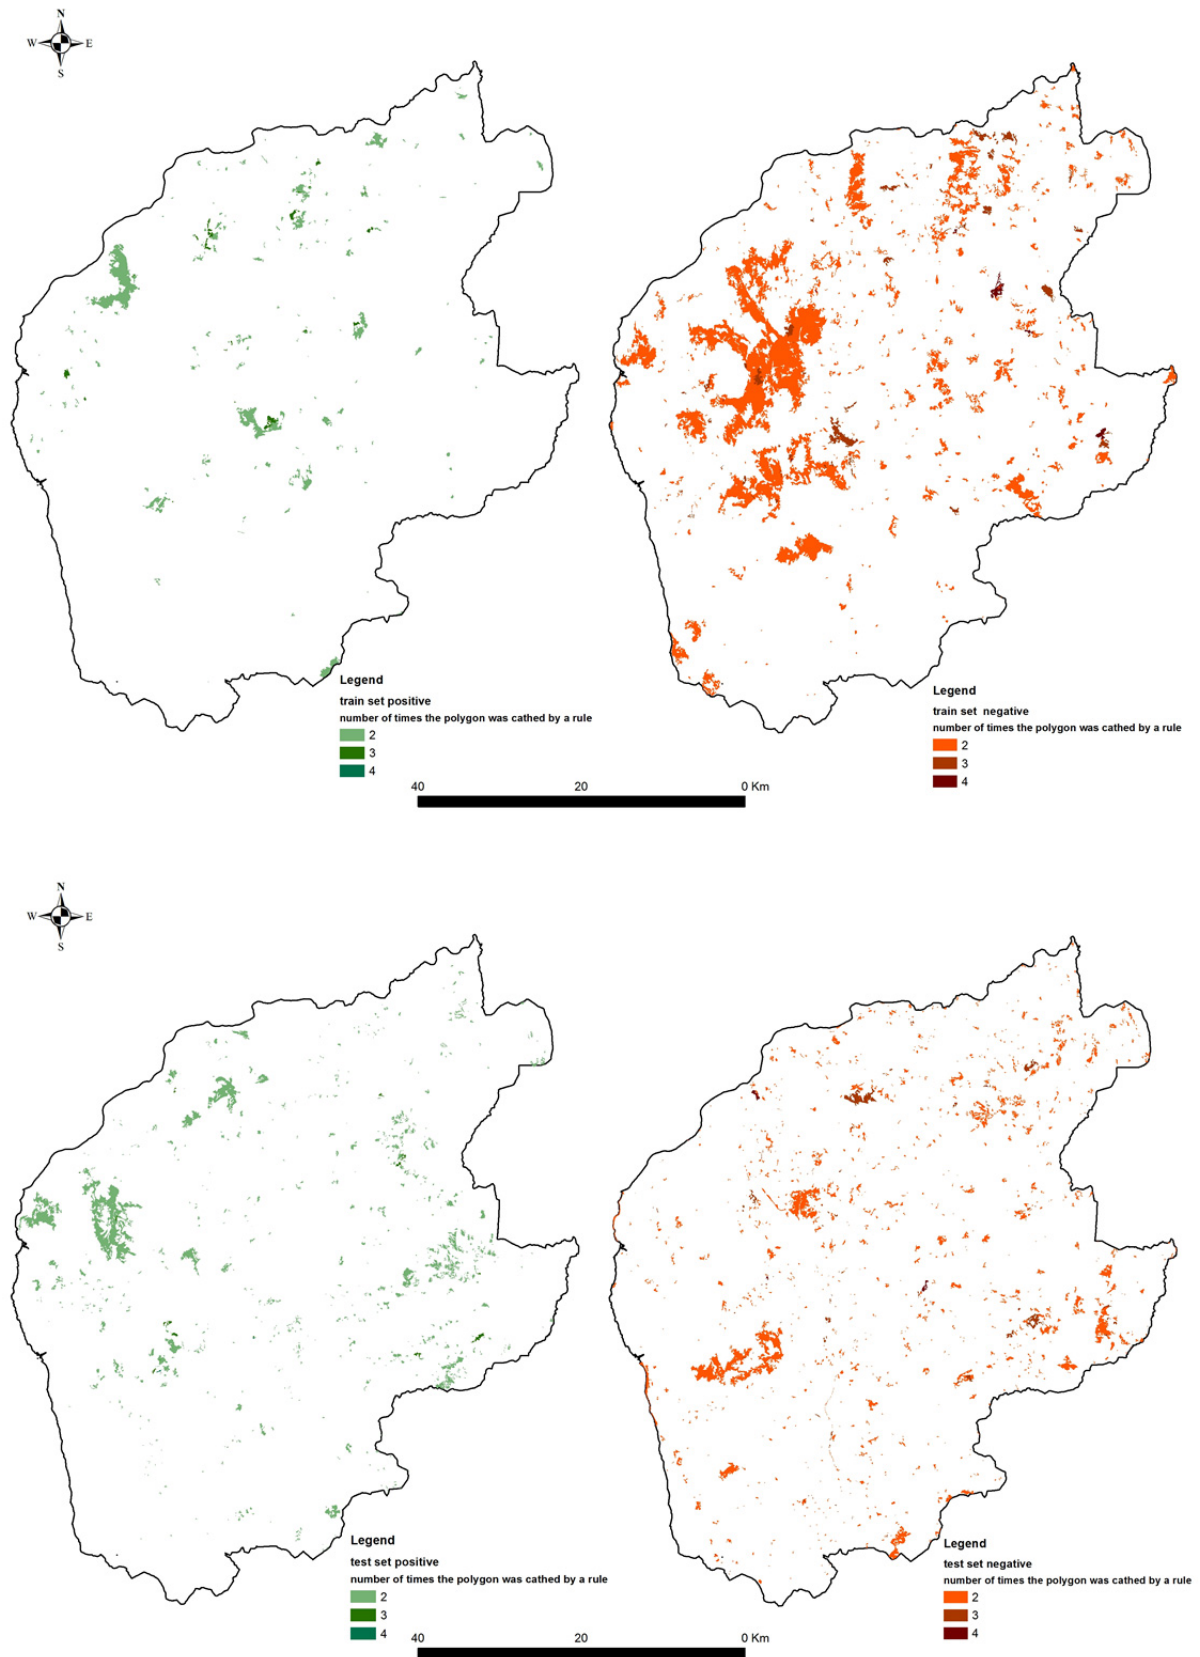 N
W E
S
Legend
train set positive
number of times the polygon was cathed by a rule
2
3
4
Legend
train set negative
number of times the polygon was cathed by a rule
2
3
4
40 20 0 Km
N
W E
S
Legend
test set positive
number of times the polygon was cathed by a rule
2
3
4
Legend
test set negative
number of times the polygon was cathed by a rule
2
3
4
40 20 0 Km